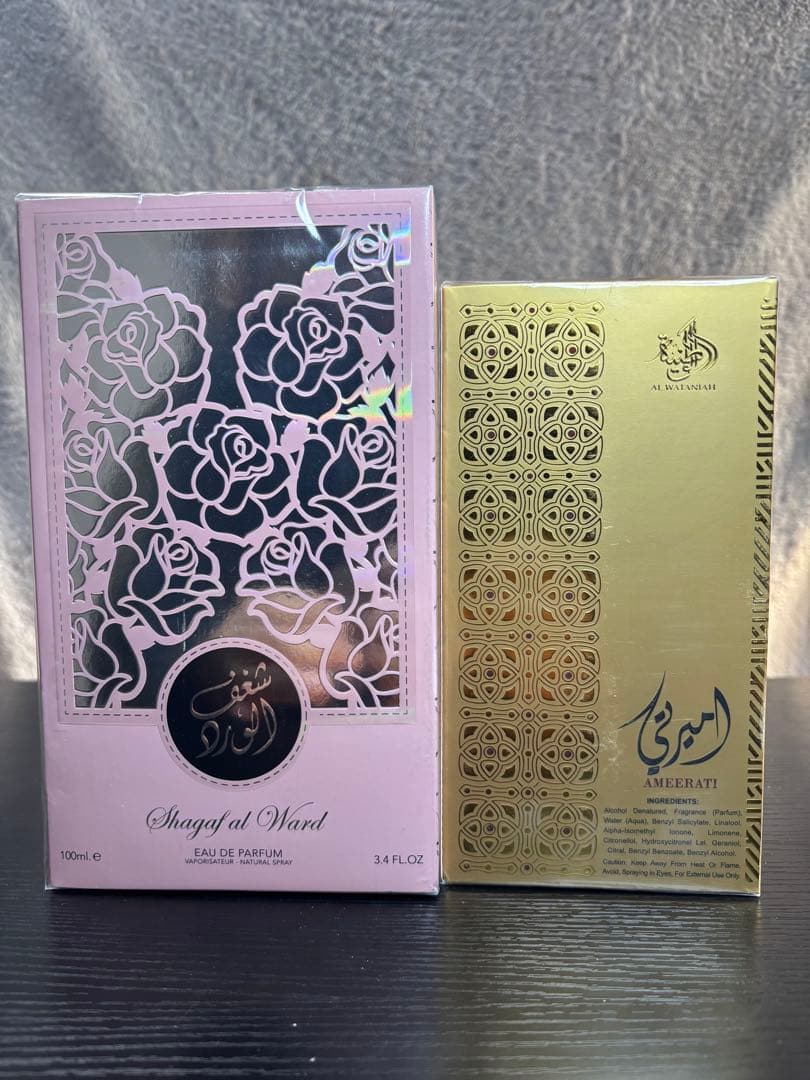 شغف
الورد
Shagaf al Ward
EAU DE PARFUM
VAPORISATEUR - NATURAL SPRAY
100ml. e
3.4 FL.OZ
الوطنية
AL WATANIAH
اميرتي
AMEERATI
INGREDIENTS:
Alcohol Denatured, Fragrance (Parfum),
Water (Aqua), Benzyl Salicylate, Linalool,
Alpha-Isomethyl Ionone, Limonene,
Citronellol, Hydroxycitronel Lal, Geraniol,
Citral, Benzyl Benzoate, Benzyl Alcohol.
Caution: Keep Away From Heat Or Flame,
Avoid, Spraying in Eyes, For External Use Only.